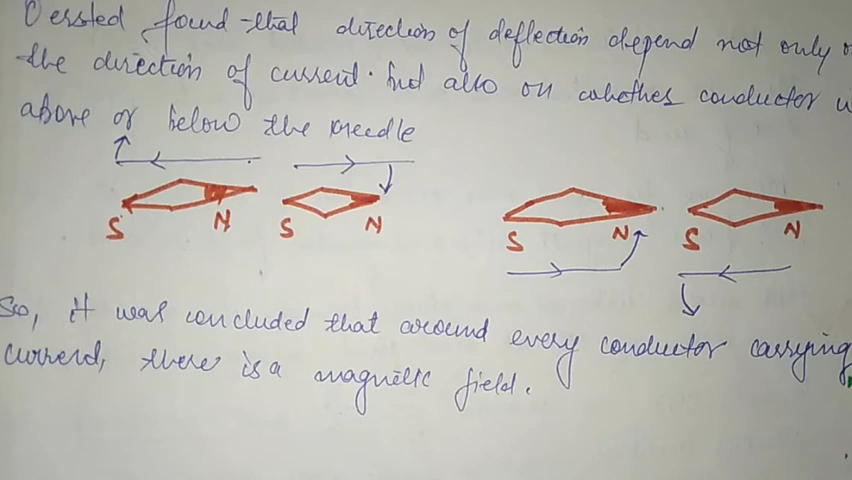 Oersted found that direction of deflection depend not only
the direction of current. but also on whether conductor
above or below the needle
S N S N S N S N
So, it was concluded that around every conductor carrying
current, there is a magnetic field.